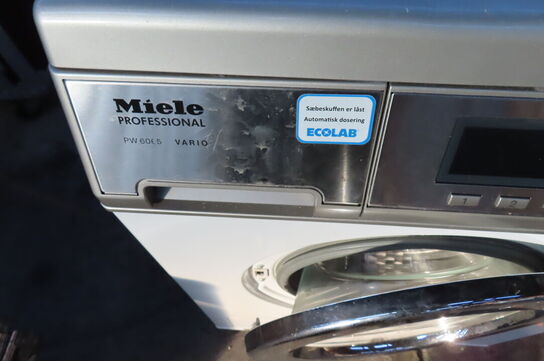 Miele
PROFESSIONAL
PW 6065 VARIO
Sæbeskuffen er låst
Automatisk dosering
ECOLAB
1 2